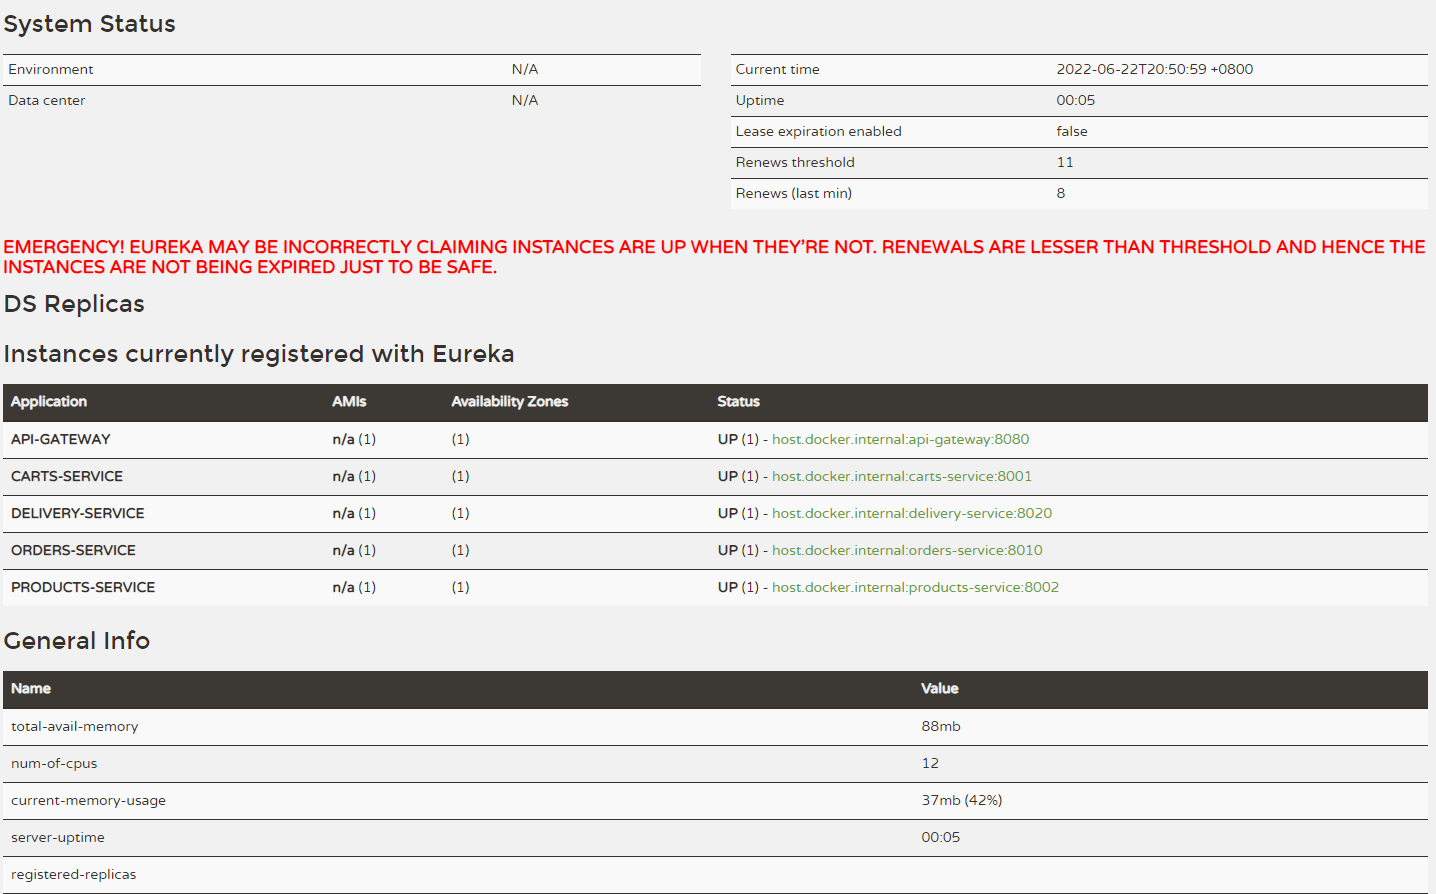 System Status
Environment N/A
Data center N/A
Current time 2022-06-22T20:50:59 +0800
Uptime 00:05
Lease expiration enabled false
Renews threshold 11
Renews (last min) 8
EMERGENCY! EUREKA MAY BE INCORRECTLY CLAIMING INSTANCES ARE UP WHEN THEY'RE NOT. RENEWALS ARE LESSER THAN THRESHOLD AND HENCE THE
INSTANCES ARE NOT BEING EXPIRED JUST TO BE SAFE.
DS Replicas
Instances currently registered with Eureka
Application AMIs Availability Zones Status
API-GATEWAY n/a (1) (1) UP (1) - host.docker.internal:api-gateway:8080
CARTS-SERVICE n/a (1) (1) UP (1) - host.docker.internal:carts-service:8001
DELIVERY-SERVICE n/a (1) (1) UP (1) - host.docker.internal:delivery-service:8020
ORDERS-SERVICE n/a (1) (1) UP (1) - host.docker.internal:orders-service:8010
PRODUCTS-SERVICE n/a (1) (1) UP (1) - host.docker.internal:products-service:8002
General Info
Name Value
total-avail-memory 88mb
num-of-cpus 12
current-memory-usage 37mb (42%)
server-uptime 00:05
registered-replicas